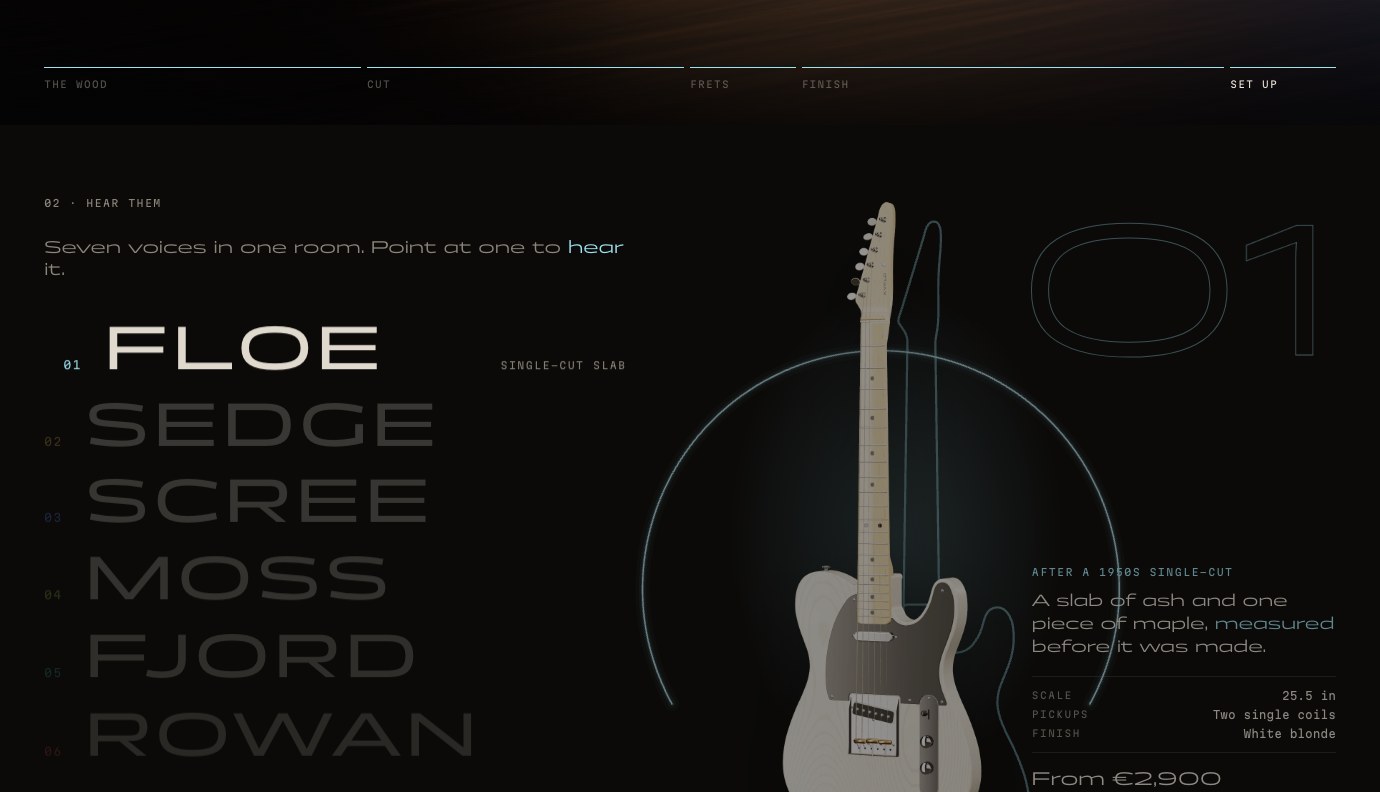 THE WOOD
CUT
FRETS
FINISH
SET UP
02 · HEAR THEM
Seven voices in one room. Point at one to hear
it.
01 FLOE SINGLE-CUT SLAB
02 SEDGE
03 SCREE
04 MOSS
05 FJORD
06 ROWAN
01
AFTER A 1950S SINGLE-CUT
A slab of ash and one
piece of maple, measured
before it was made.
SCALE 25.5 in
PICKUPS Two single coils
FINISH White blonde
From €2,900